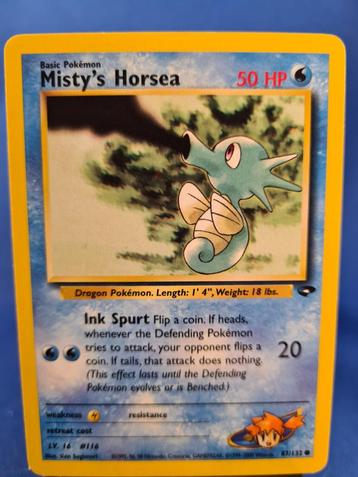 Basic Pokémon
Misty's Horsea 50 HP
Dragon Pokémon. Length: 1' 4", Weight: 18 lbs.
Ink Spurt Flip a coin. If heads,
whenever the Defending Pokémon
tries to attack, your opponent flips a
coin. If tails, that attack does nothing.
(This effect lasts until the Defending
Pokémon evolves or is Benched.)
20
weakness resistance
retreat cost
LV. 16 #116
Illus. Ken Sugimori
87/132